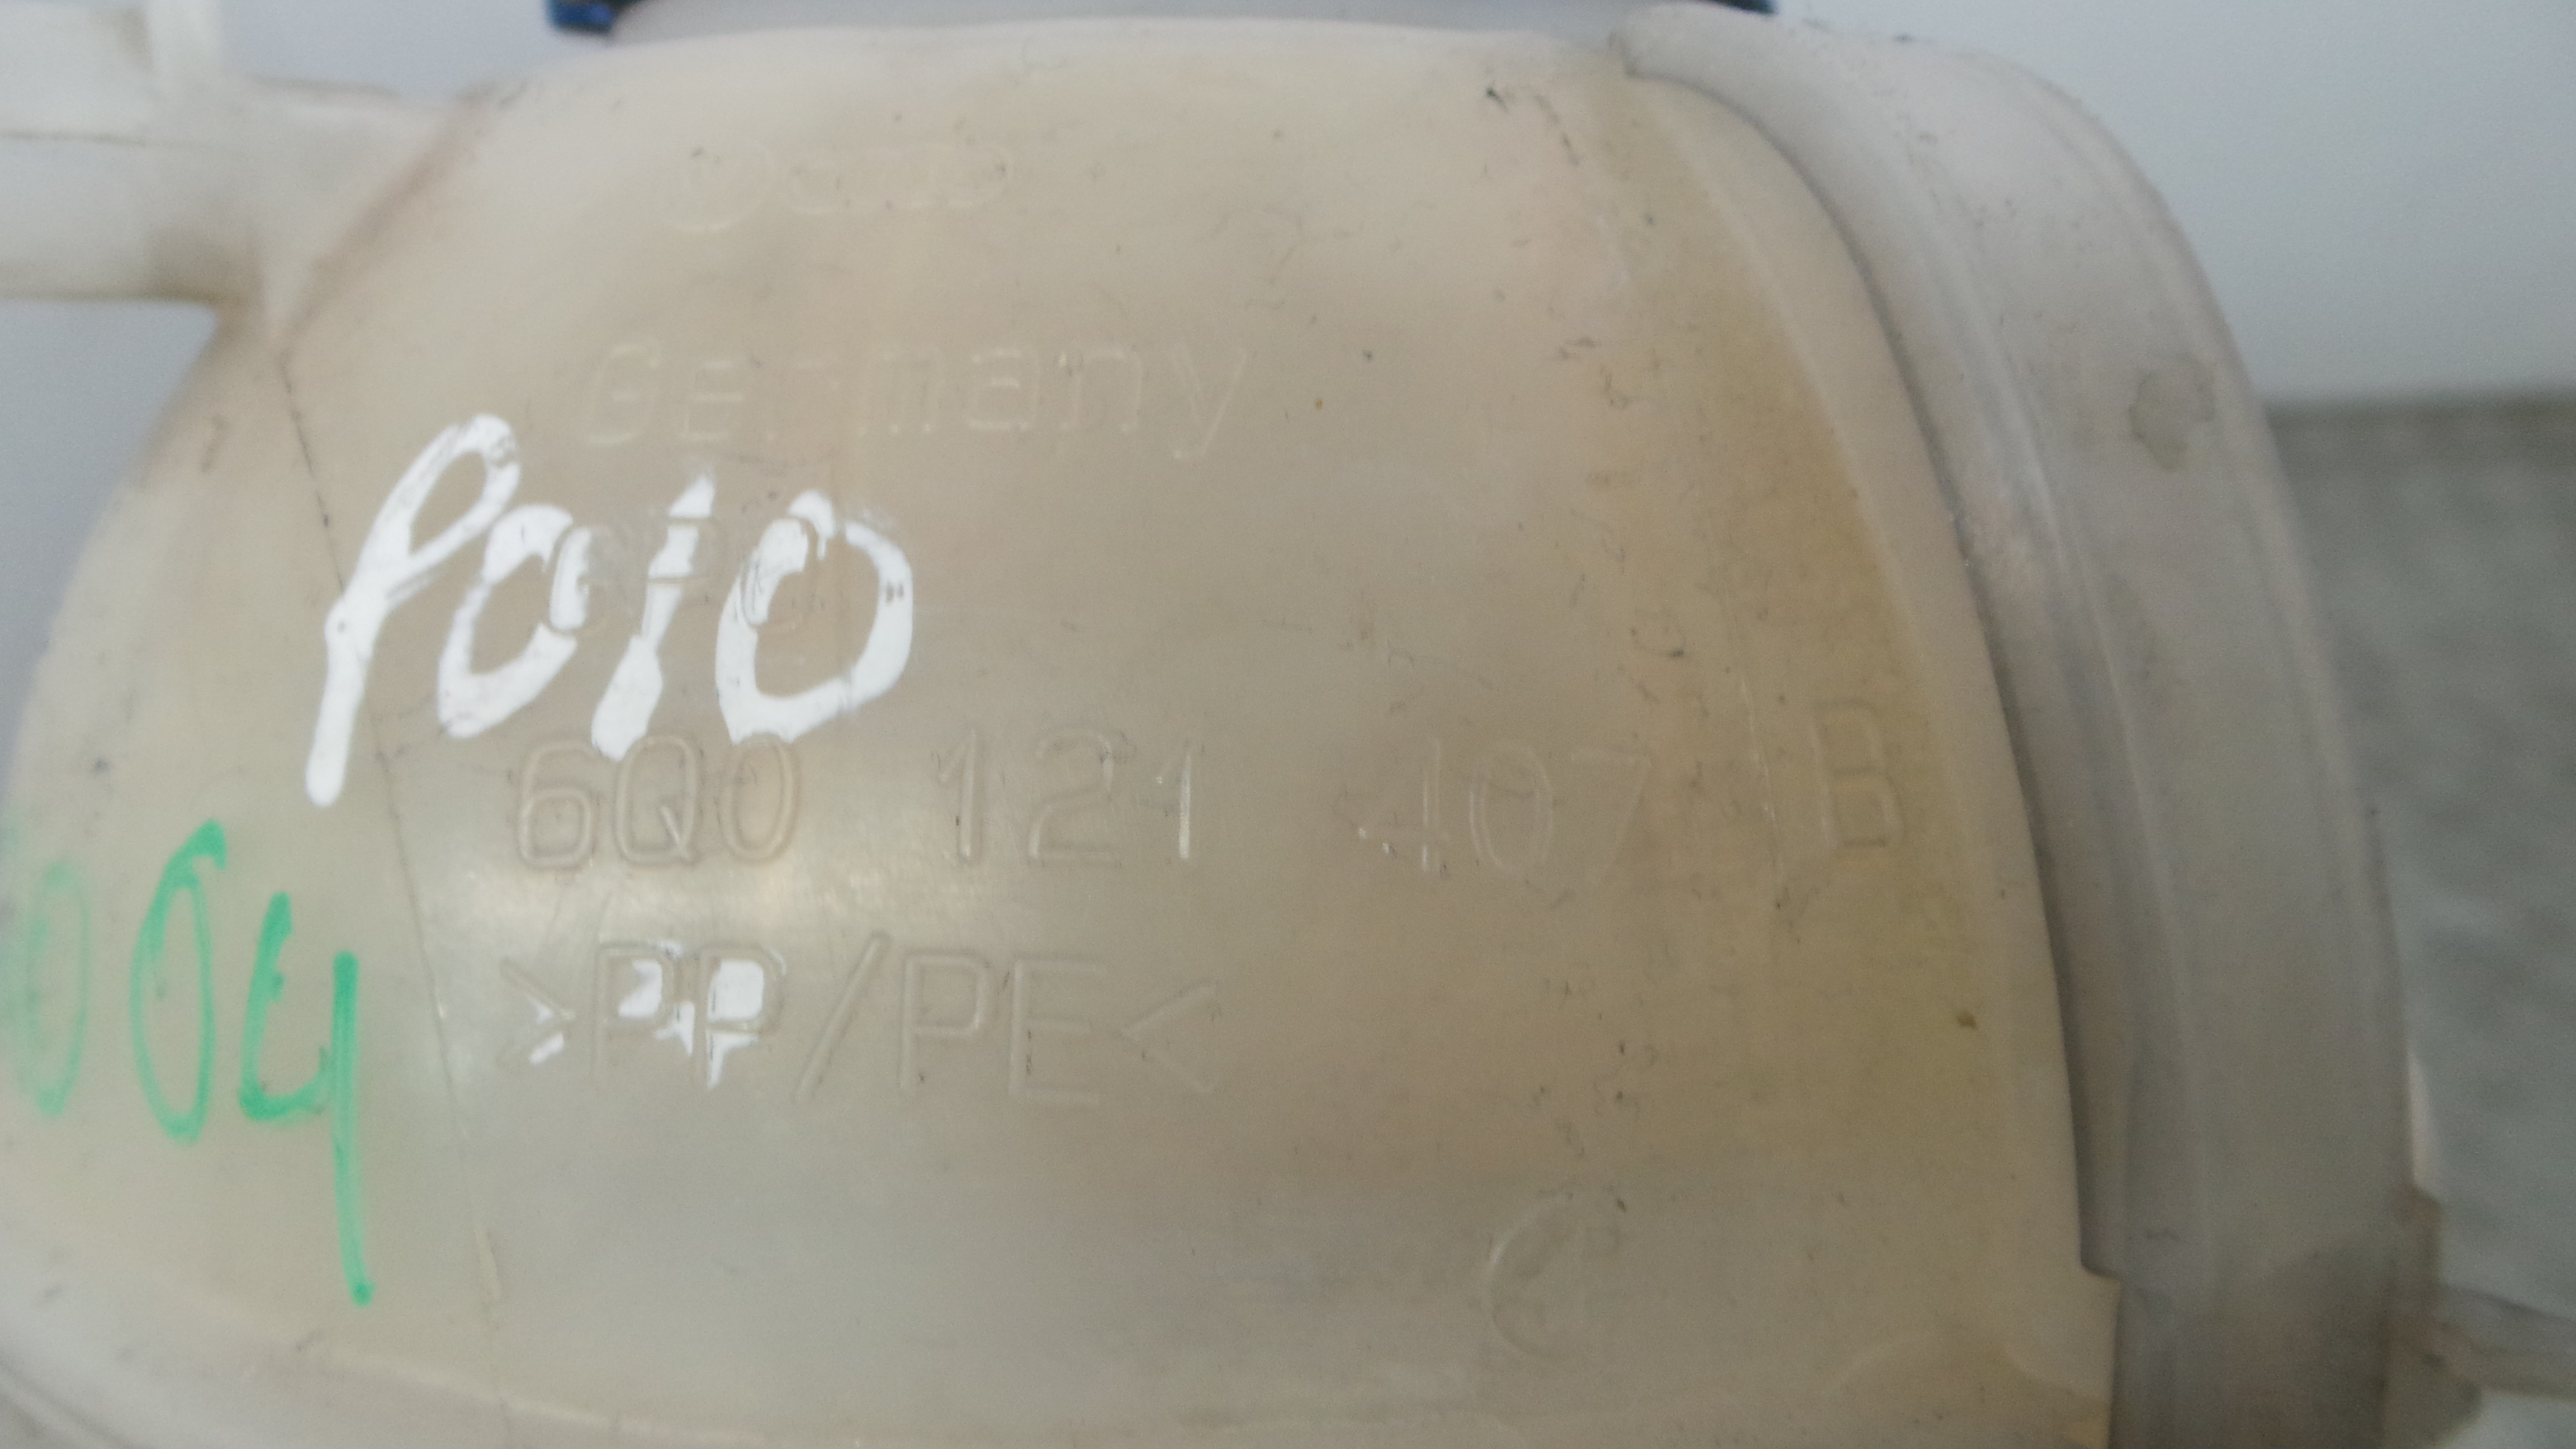 Germany
Polo
6Q0 121 407 B
004
>PP/PE<